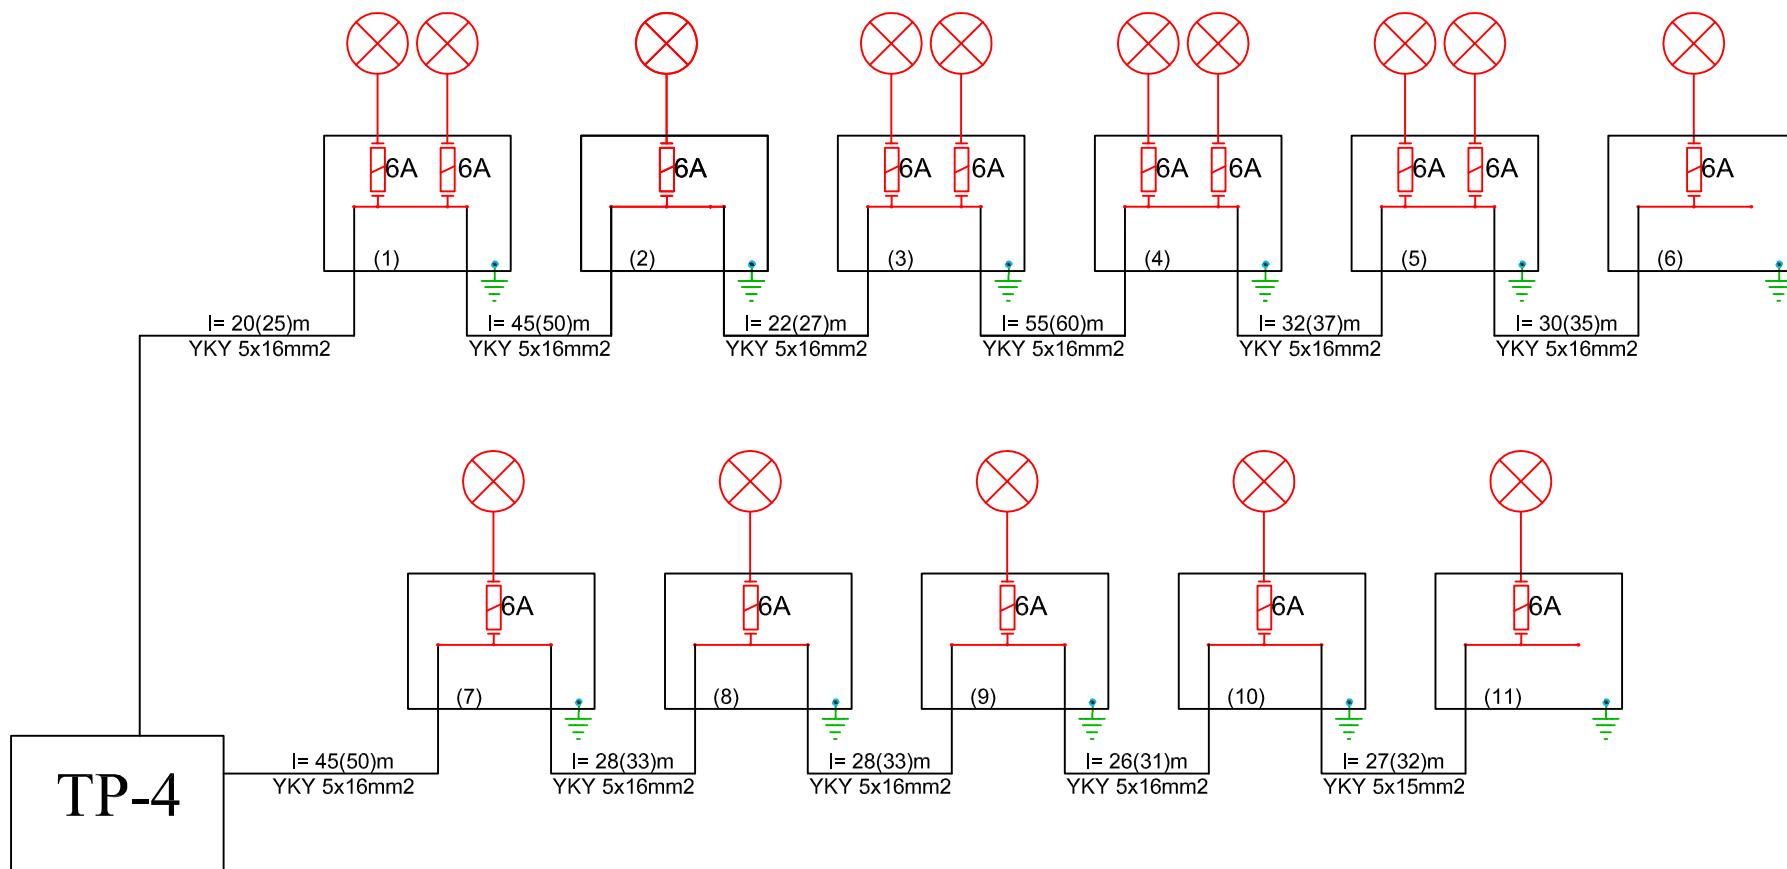 6A 6A 6A 6A 6A 6A 6A 6A 6A 6A
(1) (2) (3) (4) (5) (6)
l= 20(25)m l= 45(50)m l= 22(27)m l= 55(60)m l= 32(37)m l= 30(35)m
YKY 5x16mm2 YKY 5x16mm2 YKY 5x16mm2 YKY 5x16mm2 YKY 5x16mm2 YKY 5x16mm2
6A 6A 6A 6A 6A
(7) (8) (9) (10) (11)
l= 45(50)m l= 28(33)m l= 28(33)m l= 26(31)m l= 27(32)m
YKY 5x16mm2 YKY 5x16mm2 YKY 5x16mm2 YKY 5x16mm2 YKY 5x15mm2
TP-4